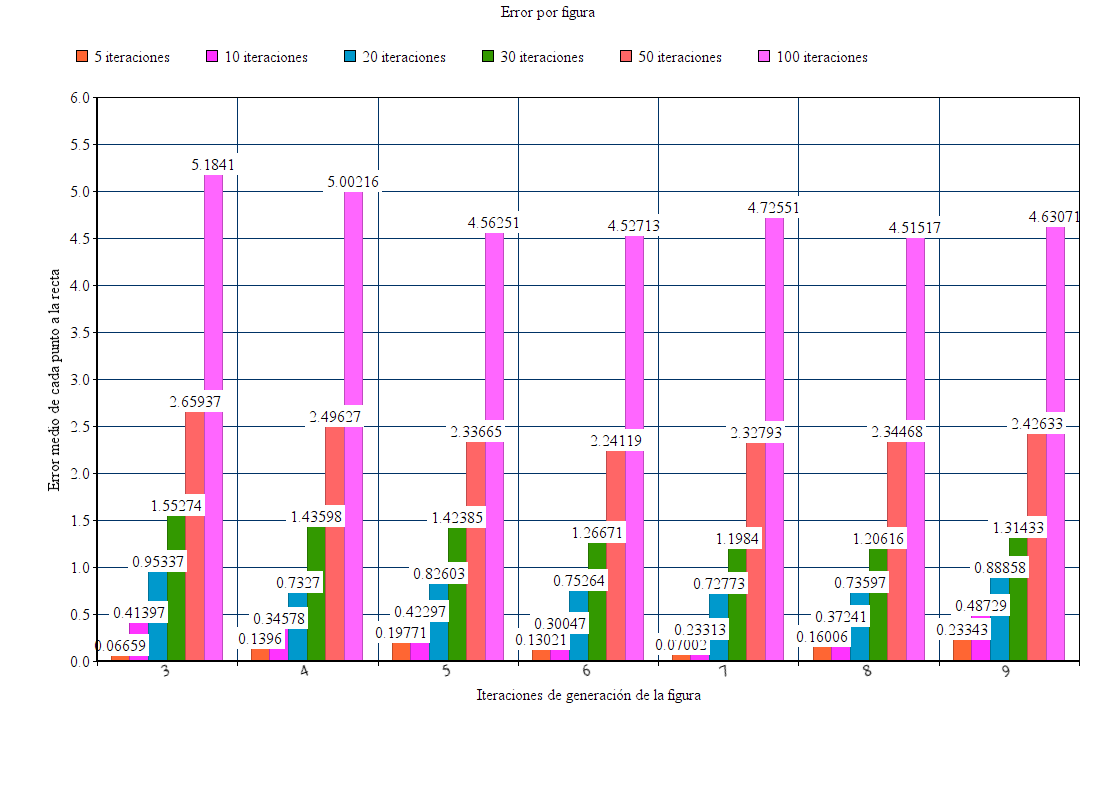 Error por figura
5 iteraciones 10 iteraciones 20 iteraciones 30 iteraciones 50 iteraciones 100 iteraciones
Error medio de cada punto a la recta
6.0
5.5
5.0
4.5
4.0
3.5
3.0
2.5
2.0
1.5
1.0
0.5
0.0
0.06659 0.41397 0.95337 1.55274 2.65937 5.1841
0.1396 0.34578 0.7327 1.43598 2.49627 5.00216
0.19771 0.42297 0.82603 1.42385 2.33665 4.56251
0.13021 0.30047 0.75264 1.26671 2.24119 4.52713
0.07002 0.23313 0.72773 1.1984 2.32793 4.72551
0.16006 0.37241 0.73597 1.20616 2.34468 4.51517
0.23343 0.48729 0.88858 1.31433 2.42633 4.63071
3 4 5 6 7 8 9
Iteraciones de generación de la figura